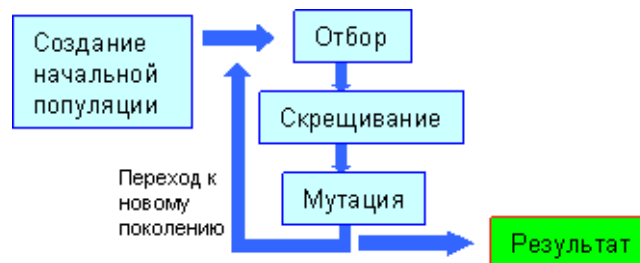 Создание
начальной
популяции
Отбор
Скрещивание
Мутация
Переход к
новому
поколению
Результат